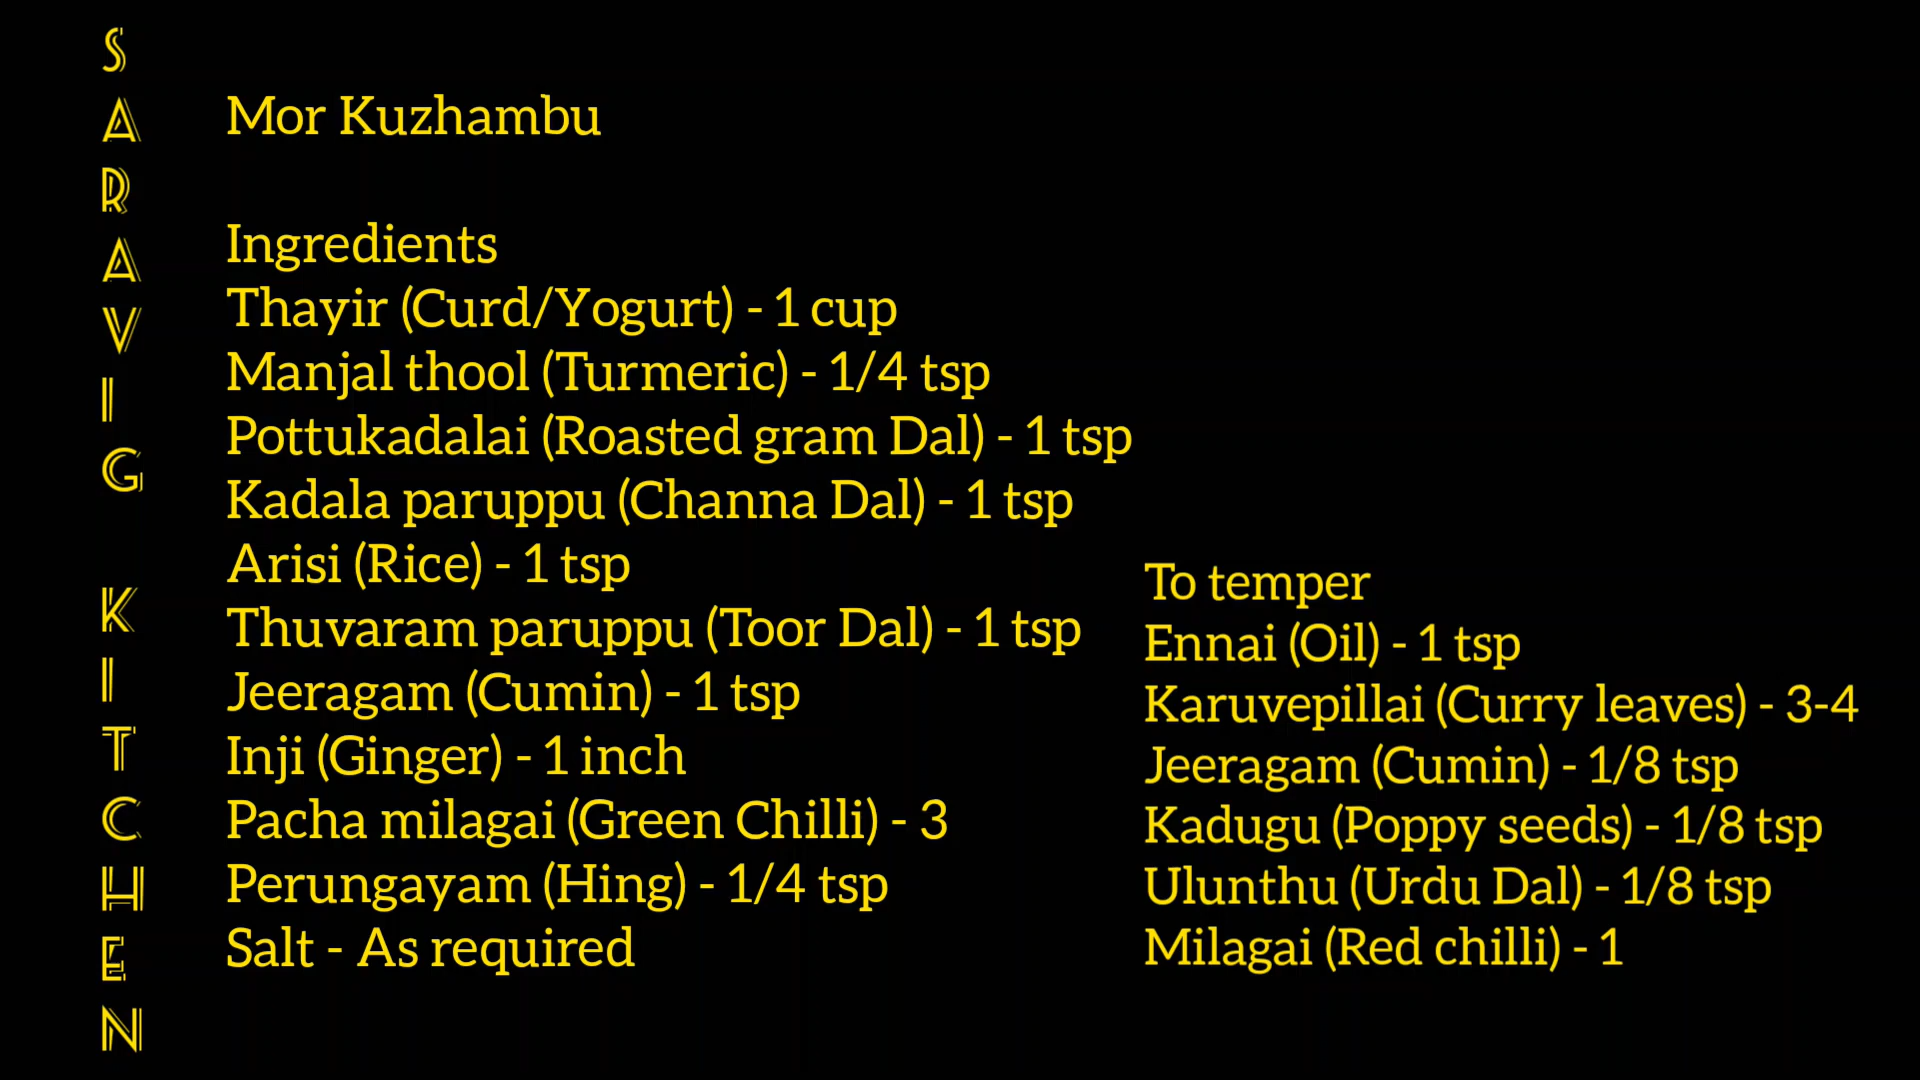 SARAVIG KITCHEN
Mor Kuzhambu
Ingredients
Thayir (Curd/Yogurt) - 1 cup
Manjal thool (Turmeric) - 1/4 tsp
Pottukadalai (Roasted gram Dal) - 1 tsp
Kadala paruppu (Channa Dal) - 1 tsp
Arisi (Rice) - 1 tsp
Thuvaram paruppu (Toor Dal) - 1 tsp
Jeeragam (Cumin) - 1 tsp
Inji (Ginger) - 1 inch
Pacha milagai (Green Chilli) - 3
Perungayam (Hing) - 1/4 tsp
Salt - As required
To temper
Ennai (Oil) - 1 tsp
Karuvepillai (Curry leaves) - 3-4
Jeeragam (Cumin) - 1/8 tsp
Kadugu (Poppy seeds) - 1/8 tsp
Ulunthu (Urdu Dal) - 1/8 tsp
Milagai (Red chilli) - 1